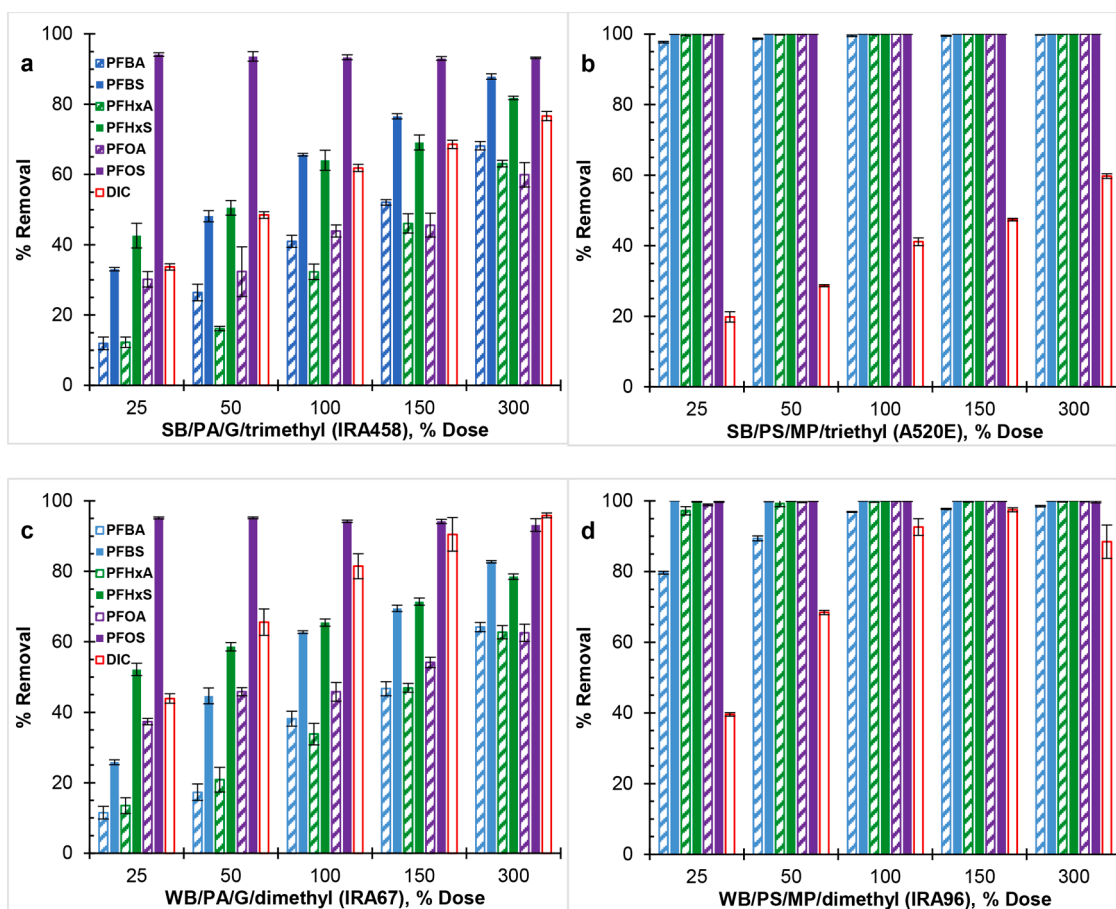 a
100
80
60
40
20
0
% Removal
PFBA
PFBS
PFHxA
PFHxS
PFOA
PFOS
DIC
25 50 100 150 300
SB/PA/G/trimethyl (IRA458), % Dose
b
100
80
60
40
20
0
% Removal
25 50 100 150 300
SB/PS/MP/triethyl (A520E), % Dose
c
100
80
60
40
20
0
% Removal
PFBA
PFBS
PFHxA
PFHxS
PFOA
PFOS
DIC
25 50 100 150 300
WB/PA/G/dimethyl (IRA67), % Dose
d
100
80
60
40
20
0
% Removal
25 50 100 150 300
WB/PS/MP/dimethyl (IRA96), % Dose